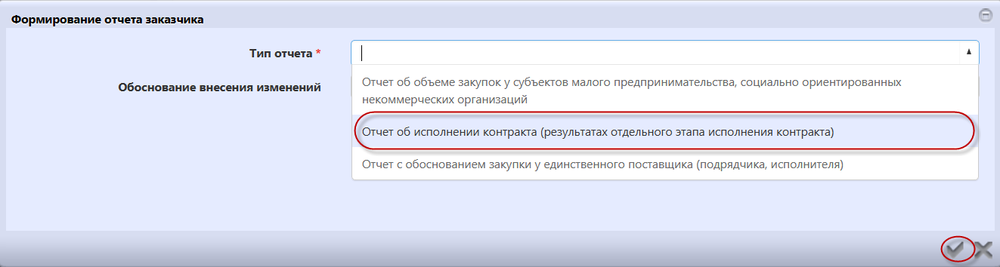 Формирование отчета заказчика
Тип отчета *
Отчет об объеме закупок у субъектов малого предпринимательства, социально ориентированных
некоммерческих организаций
Обоснование внесения изменений
Отчет об исполнении контракта (результатах отдельного этапа исполнения контракта)
Отчет с обоснованием закупки у единственного поставщика (подрядчика, исполнителя)